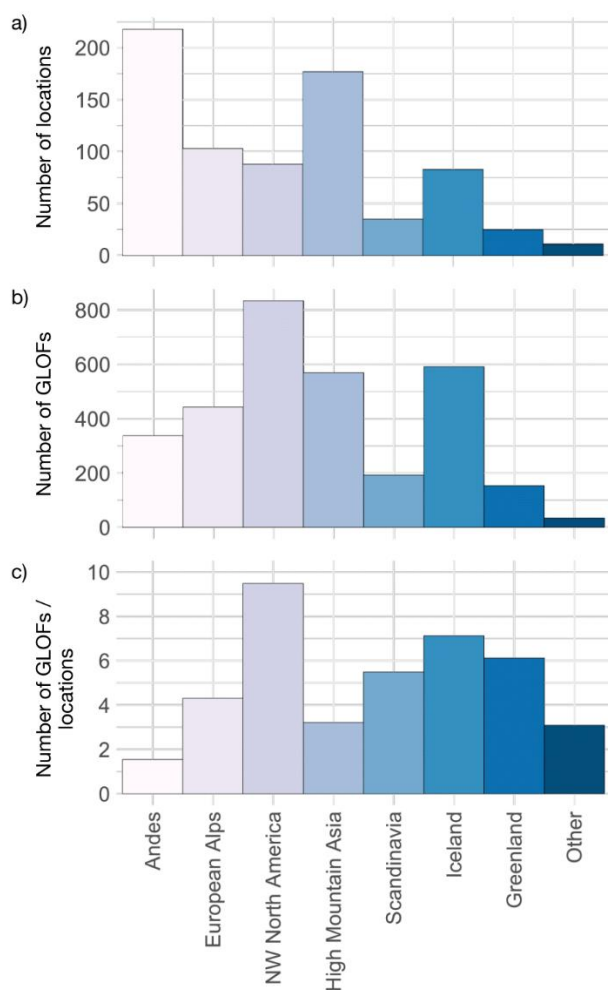 a)
Number of locations
200
150
100
50
0
b)
Number of GLOFs
800
600
400
200
0
c)
Number of GLOFs /
locations
10
8
6
4
2
0
Andes
European Alps
NW North America
High Mountain Asia
Scandinavia
Iceland
Greenland
Other